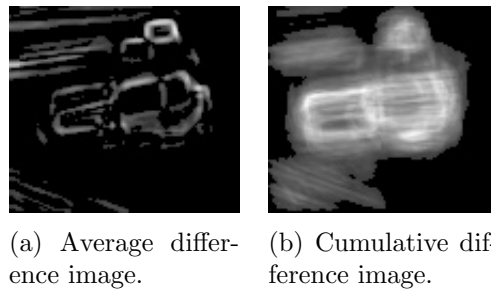 (a) Average differ-
ence image.
(b) Cumulative dif-
ference image.